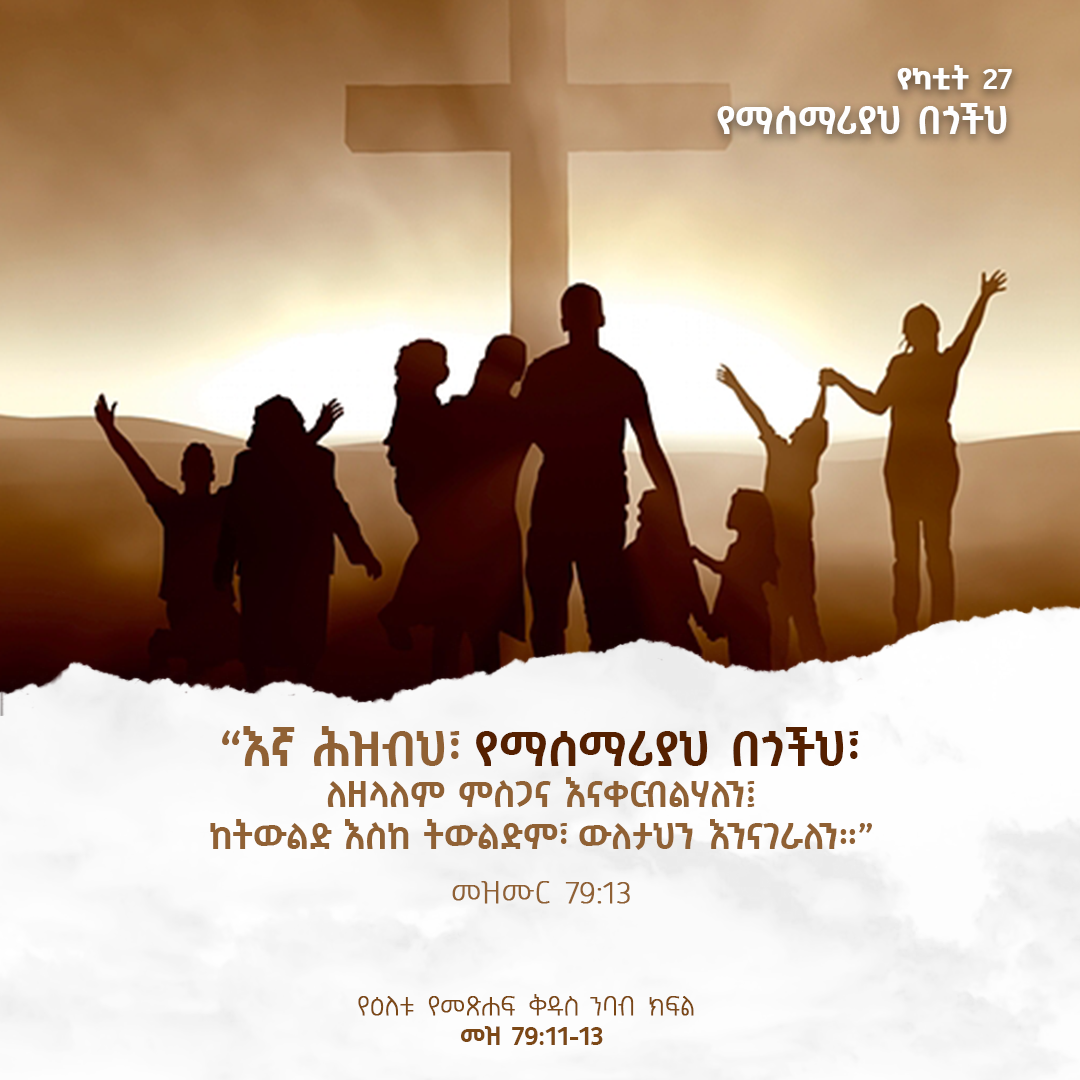 የካቲት 27
የማሰማሪያህ በጎችህ
“እኛ ሕዝብህ፣ የማሰማሪያህ በጎችህ፣
ለዘላለም ምስጋና እናቀርብልሃለን፤
ከትውልድ እስከ ትውልድም፣ ውለታህን እንናገራለን።”
መዝሙር 79:13
የዕለቱ የመጽሐፍ ቅዱስ ንባብ ክፍል
መዝ 79:11-13